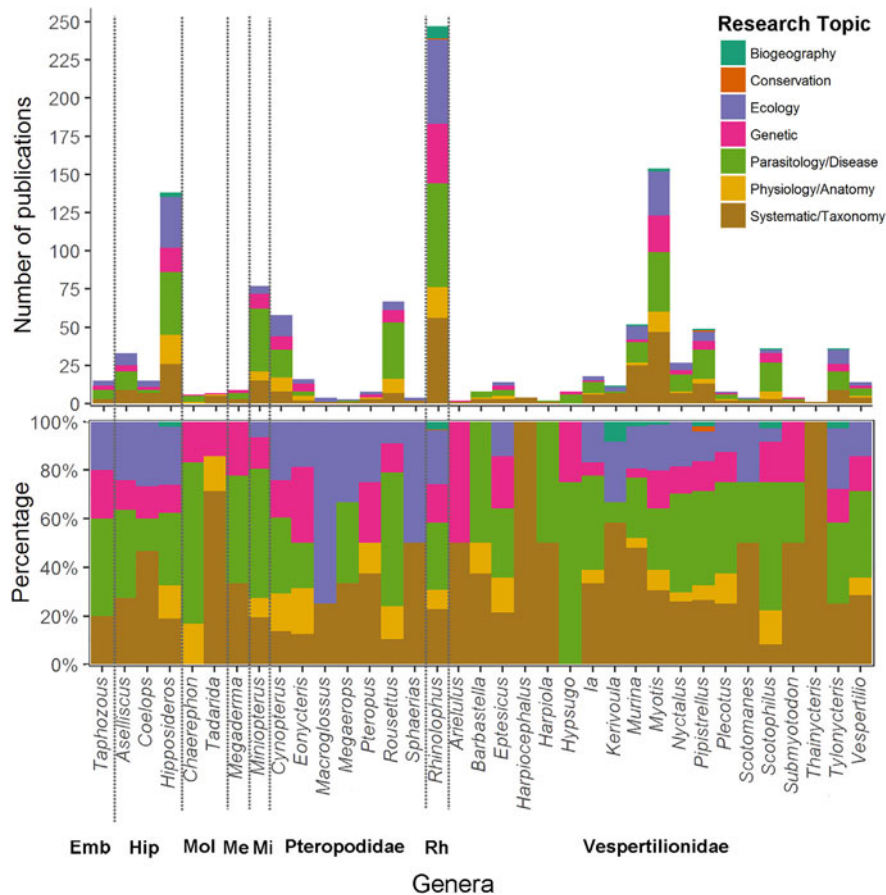 Research Topic
Biogeography
Conservation
Ecology
Genetic
Parasitology/Disease
Physiology/Anatomy
Systematic/Taxonomy
Number of publications
250
225
200
175
150
125
100
75
50
25
0
Percentage
100%
80%
60%
40%
20%
0%
Taphozous
Aselliscus
Coelops
Hipposideros
Chaerephon
Tadarida
Megaderma
Miniopterus
Cynopterus
Eonycteris
Macroglossus
Megaerops
Pteropus
Rousettus
Sphaerias
Rhinolophus
Arielulus
Barbastella
Eptesicus
Harpiocephalus
Harpiola
Hypsugo
Ia
Kerivoula
Murina
Myotis
Nyctalus
Pipistrellus
Plecotus
Scotomanes
Scotophilus
Submyotodon
Thainycteris
Tylonycteris
Vespertilio
Emb Hip Mol Me Mi Pteropodidae Rh Vespertilionidae
Genera